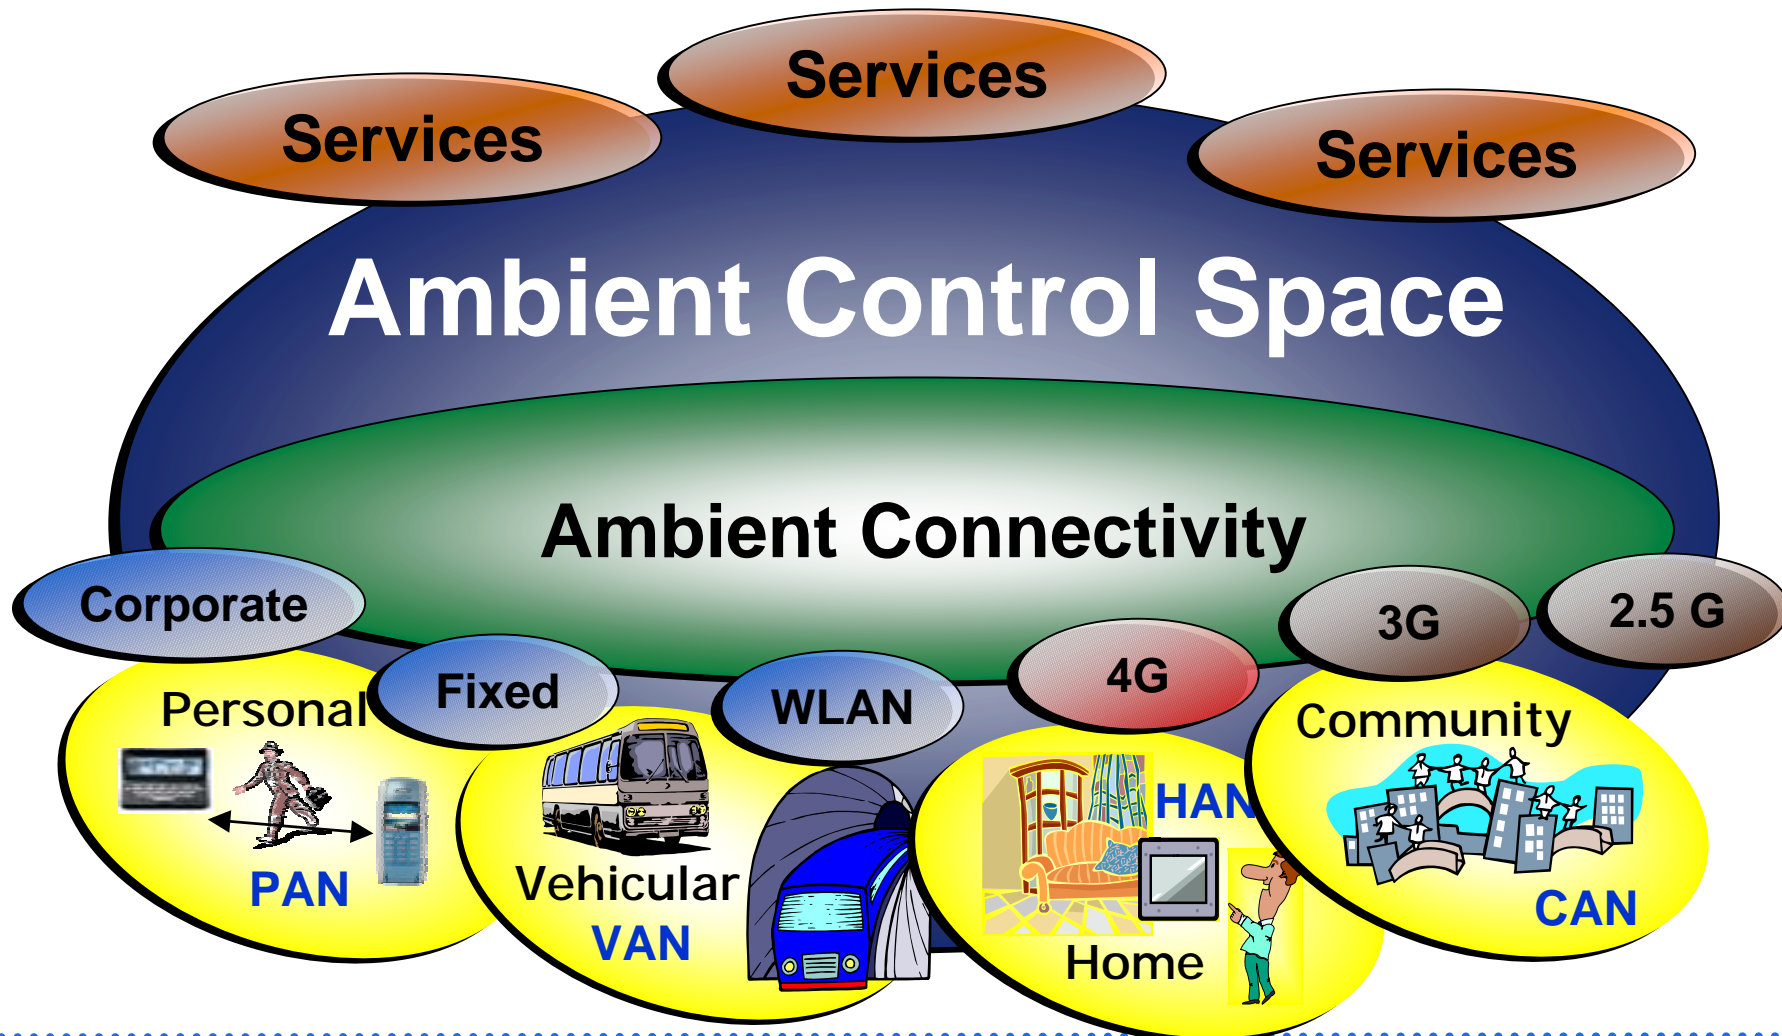 Services
Services
Services
Ambient Control Space
Ambient Connectivity
Corporate
Fixed
WLAN
4G
3G
2.5 G
Personal
PAN
Vehicular
VAN
HAN
Home
Community
CAN